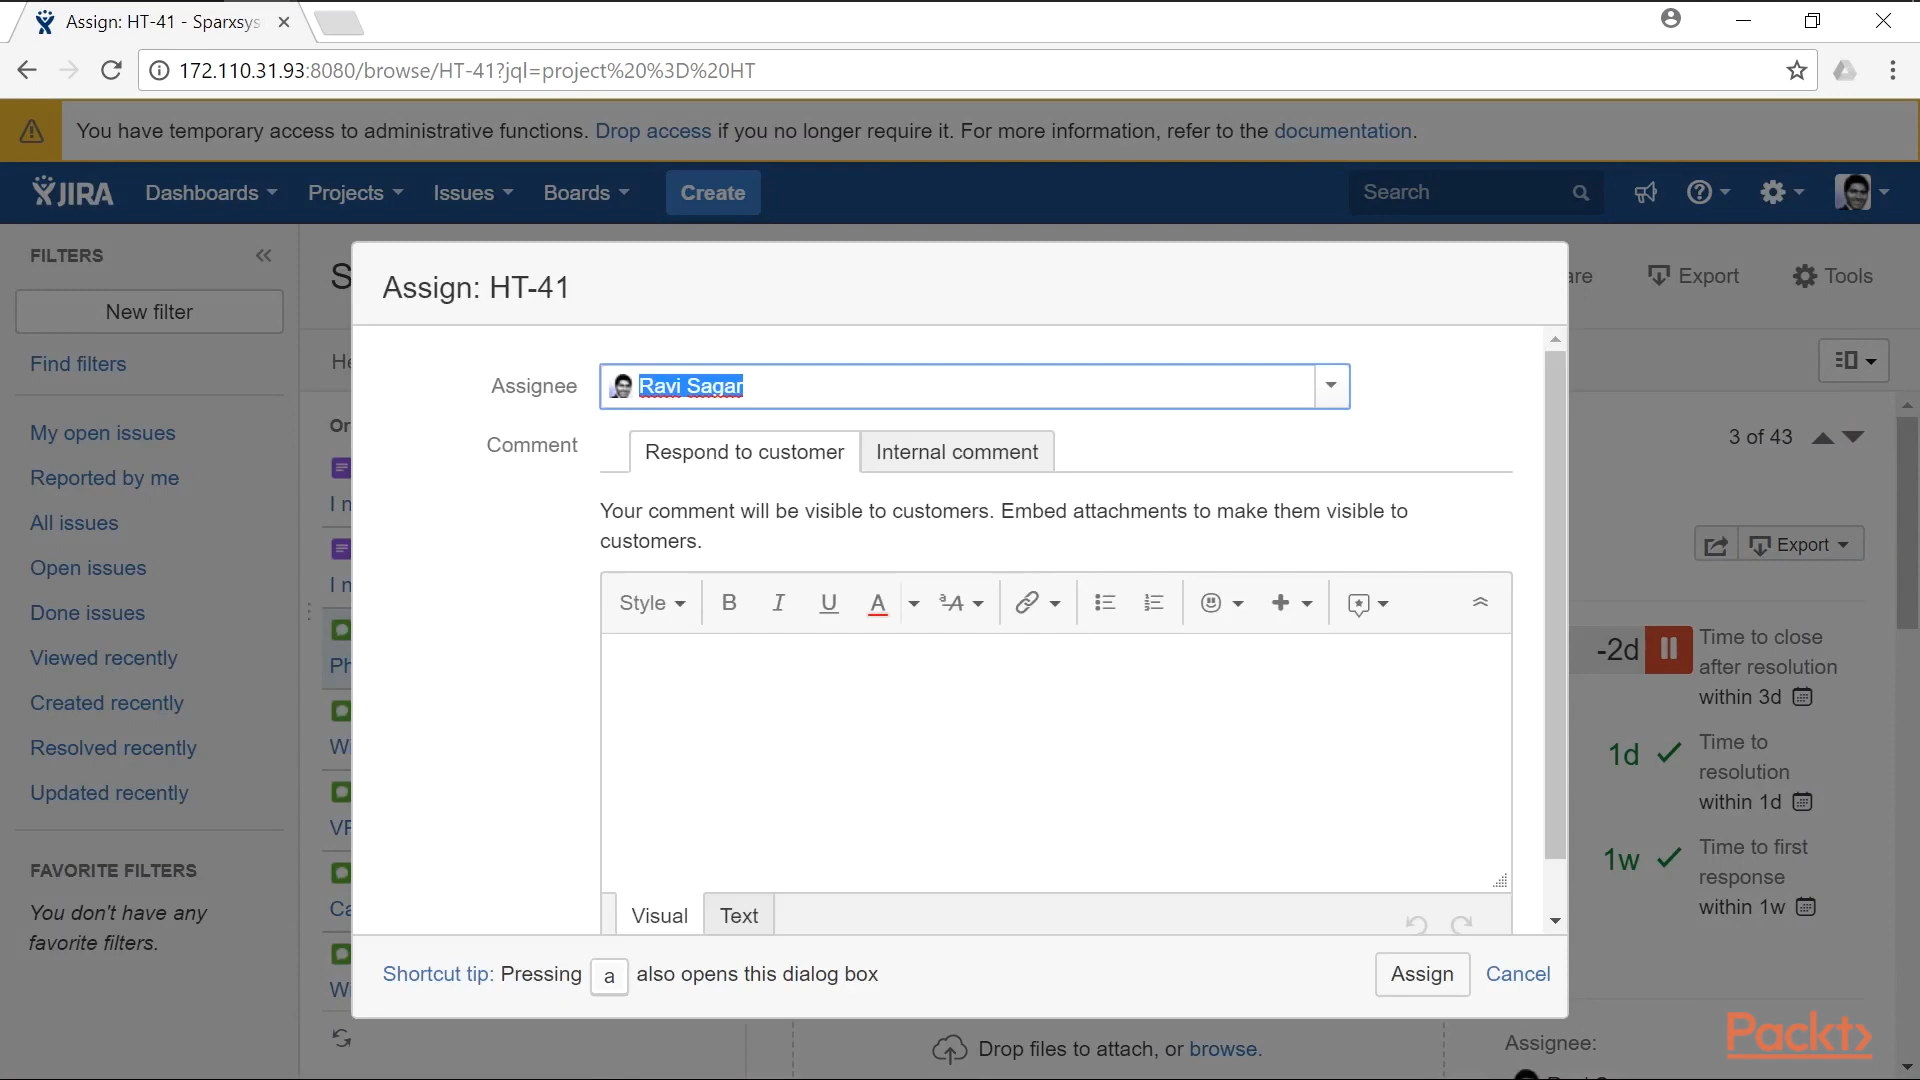 Assign: HT-41 - Sparxsys
172.110.31.93:8080/browse/HT-41?jql=project%20%3D%20HT
You have temporary access to administrative functions. Drop access if you no longer require it. For more information, refer to the documentation.
JIRA Dashboards Projects Issues Boards Create Search
FILTERS
New filter
Find filters
My open issues
Reported by me
All issues
Open issues
Done issues
Viewed recently
Created recently
Resolved recently
Updated recently
FAVORITE FILTERS
You don't have any
favorite filters.
S
Export Tools
Assign: HT-41
Assignee Ravi Sagar
Comment Respond to customer Internal comment
Your comment will be visible to customers. Embed attachments to make them visible to
customers.
Style B I U A
Visual Text
Shortcut tip: Pressing a also opens this dialog box
Assign Cancel
3 of 43
Export
-2d Time to close
after resolution
within 3d
1d Time to
resolution
within 1d
1w Time to first
response
within 1w
Drop files to attach, or browse.
Assignee:
Packt